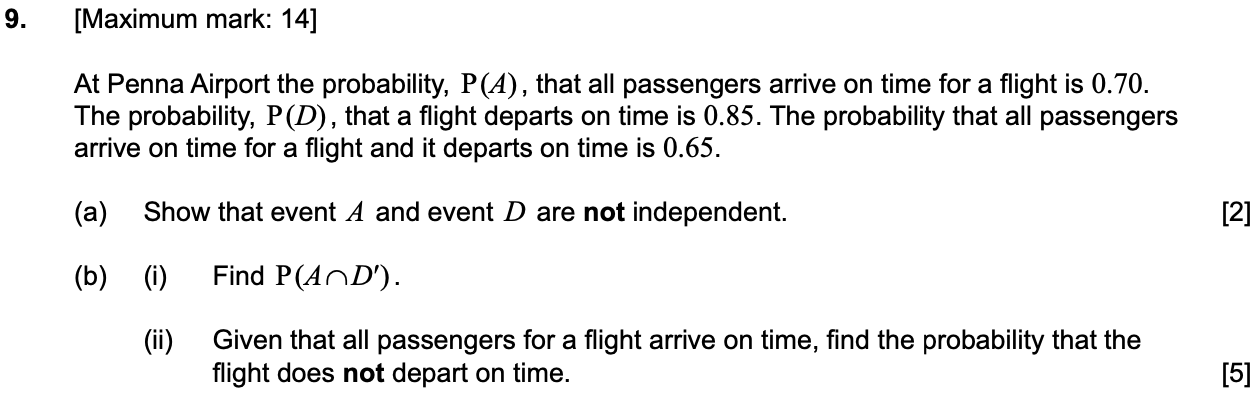 9. [Maximum mark: 14]
At Penna Airport the probability, P(A), that all passengers arrive on time for a flight is 0.70.
The probability, P(D), that a flight departs on time is 0.85. The probability that all passengers
arrive on time for a flight and it departs on time is 0.65.
(a) Show that event A and event D are not independent. [2]
(b) (i) Find P(A∩D′).
(ii) Given that all passengers for a flight arrive on time, find the probability that the
flight does not depart on time. [5]